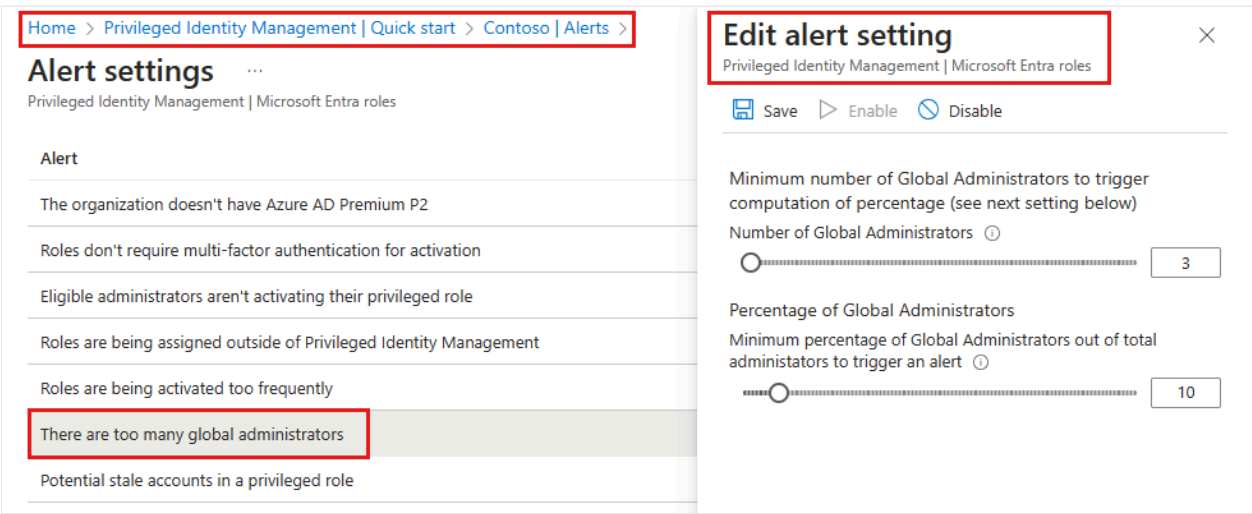 Home > Privileged Identity Management | Quick start > Contoso | Alerts >
Alert settings ...
Privileged Identity Management | Microsoft Entra roles
Alert
The organization doesn't have Azure AD Premium P2
Roles don't require multi-factor authentication for activation
Eligible administrators aren't activating their privileged role
Roles are being assigned outside of Privileged Identity Management
Roles are being activated too frequently
There are too many global administrators
Potential stale accounts in a privileged role
Edit alert setting
Privileged Identity Management | Microsoft Entra roles
Save Enable Disable
Minimum number of Global Administrators to trigger
computation of percentage (see next setting below)
Number of Global Administrators
3
Percentage of Global Administrators
Minimum percentage of Global Administrators out of total
administators to trigger an alert
10